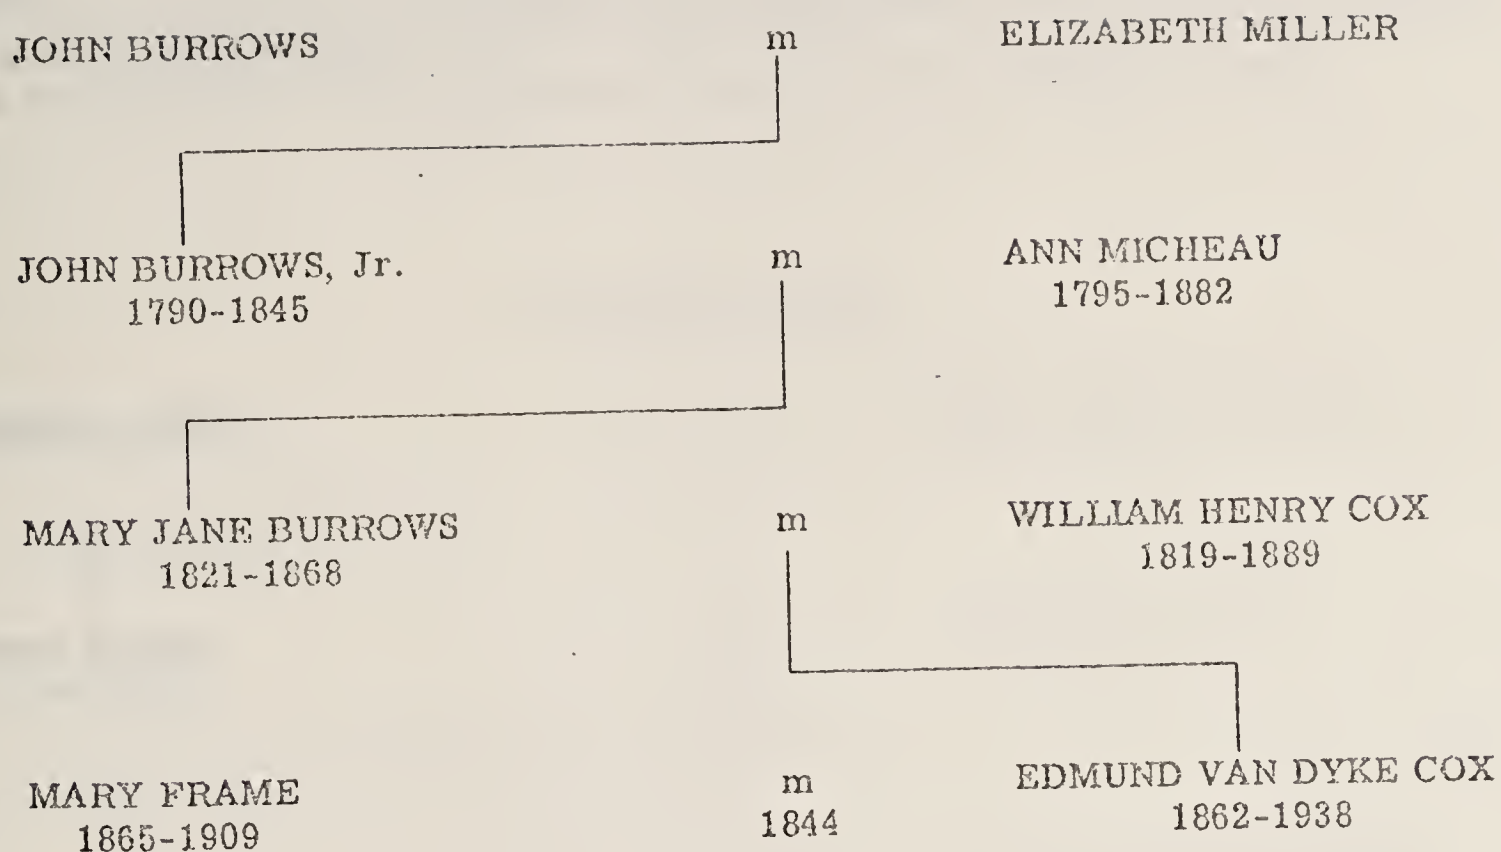 JOHN BURROWS m ELIZABETH MILLER
JOHN BURROWS, Jr. m ANN MICHEAU
1790-1845 1795-1882
MARY JANE BURROWS m WILLIAM HENRY COX
1821-1868 1819-1889
MARY FRAME m EDMUND VAN DYKE COX
1865-1909 1844 1862-1938